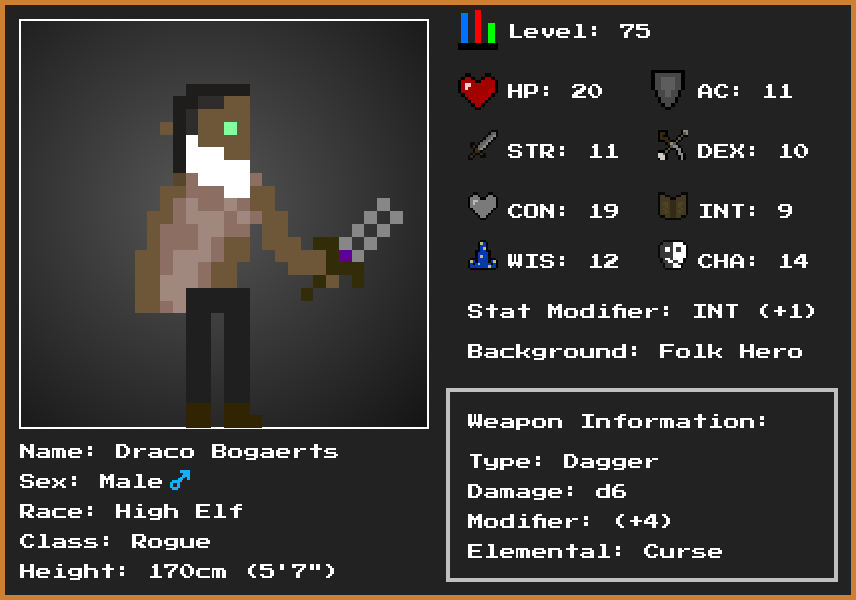 Level: 75
HP: 20
AC: 11
STR: 11
DEX: 10
CON: 19
INT: 9
WIS: 12
CHA: 14
Stat Modifier: INT (+1)
Background: Folk Hero
Weapon Information:
Type: Dagger
Damage: d6
Modifier: (+4)
Elemental: Curse
Name: Draco Bogaerts
Sex: Male♂
Race: High Elf
Class: Rogue
Height: 170cm (5'7")